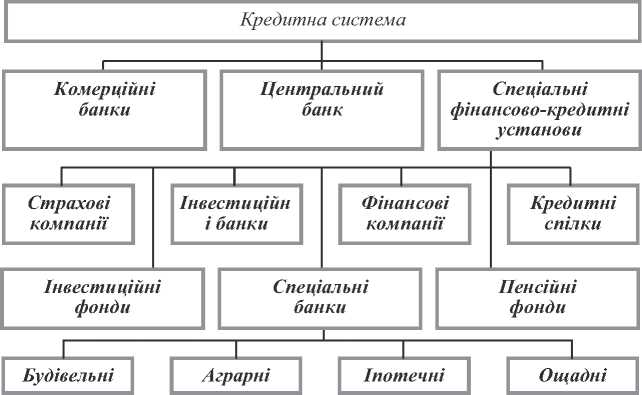 Кредитна система
Комерційні
банки
Центральний
банк
Спеціальні
фінансово-кредитні
установи
Страхові
компанії
Інвестиційн
і банки
Фінансові
компанії
Кредитні
спілки
Інвестиційні
фонди
Спеціальні
банки
Пенсійні
фонди
Будівельні
Аграрні
Іпотечні
Ощадні